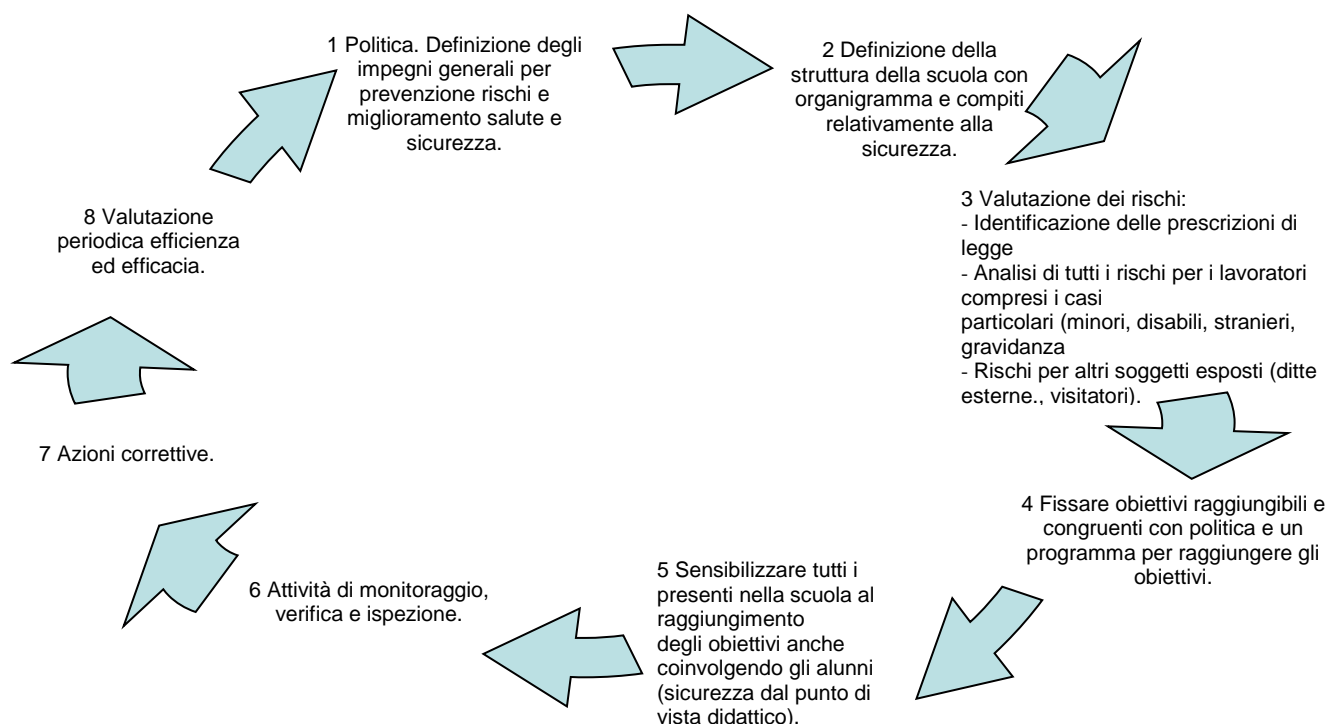 1 Politica. Definizione degli
impegni generali per
prevenzione rischi e
miglioramento salute e
sicurezza.
2 Definizione della
struttura della scuola con
organigramma e compiti
relativamente alla
sicurezza.
3 Valutazione dei rischi:
- Identificazione delle prescrizioni di
legge
- Analisi di tutti i rischi per i lavoratori
compresi i casi
particolari (minori, disabili, stranieri,
gravidanza
- Rischi per altri soggetti esposti (ditte
esterne., visitatori).
4 Fissare obiettivi raggiungibili e
congruenti con politica e un
programma per raggiungere gli
obiettivi.
5 Sensibilizzare tutti i
presenti nella scuola al
raggiungimento
degli obiettivi anche
coinvolgendo gli alunni
(sicurezza dal punto di
vista didattico).
6 Attività di monitoraggio,
verifica e ispezione.
7 Azioni correttive.
8 Valutazione
periodica efficienza
ed efficacia.